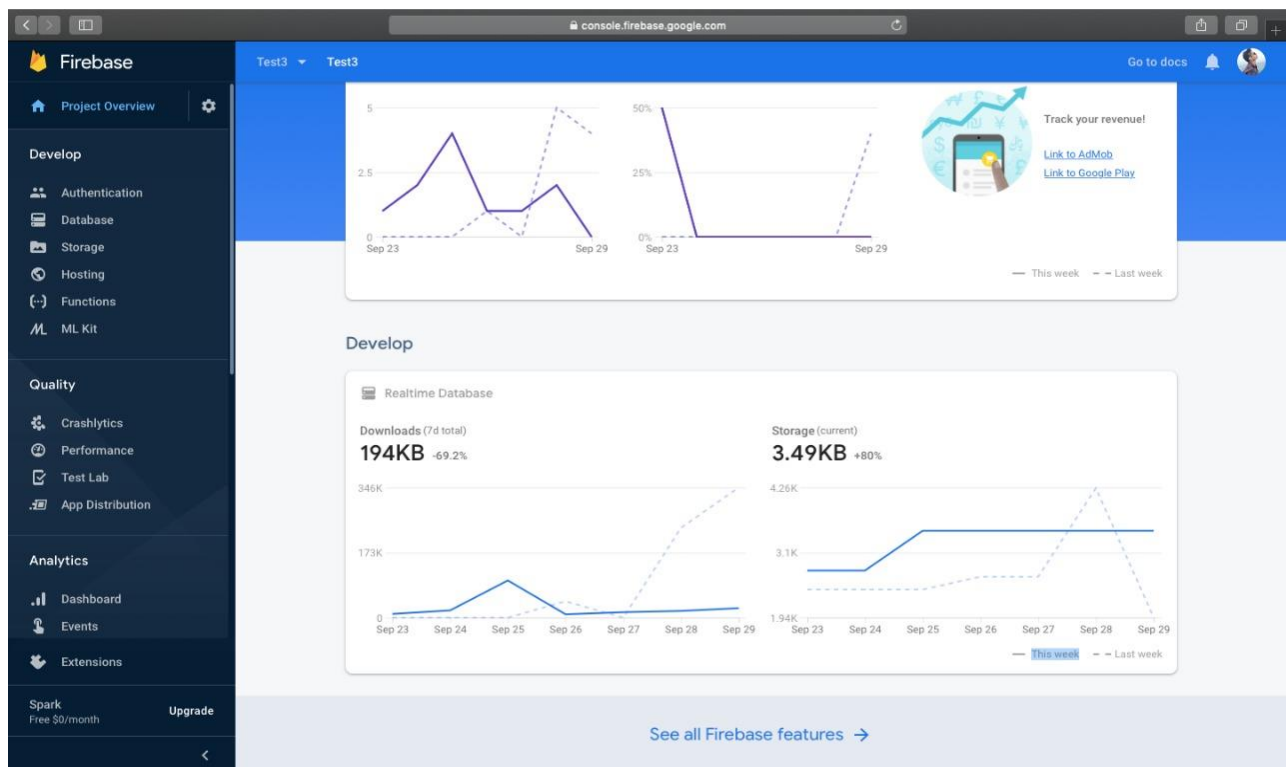 console.firebase.google.com
Firebase
Test3 Test3
Go to docs
Project Overview
Develop
Authentication
Database
Storage
Hosting
Functions
ML Kit
Quality
Crashlytics
Performance
Test Lab
App Distribution
Analytics
Dashboard
Events
Extensions
Spark
Free $0/month
Upgrade
5
2.5
0
Sep 23 Sep 29
50%
25%
0%
Sep 23 Sep 29
Track your revenue!
Link to AdMob
Link to Google Play
This week Last week
Develop
Realtime Database
Downloads (7d total)
194KB -69.2%
346K
173K
0
Sep 23 Sep 24 Sep 25 Sep 26 Sep 27 Sep 28 Sep 29
Storage (current)
3.49KB +80%
4.26K
3.1K
1.94K
Sep 23 Sep 24 Sep 25 Sep 26 Sep 27 Sep 28 Sep 29
This week Last week
See all Firebase features →